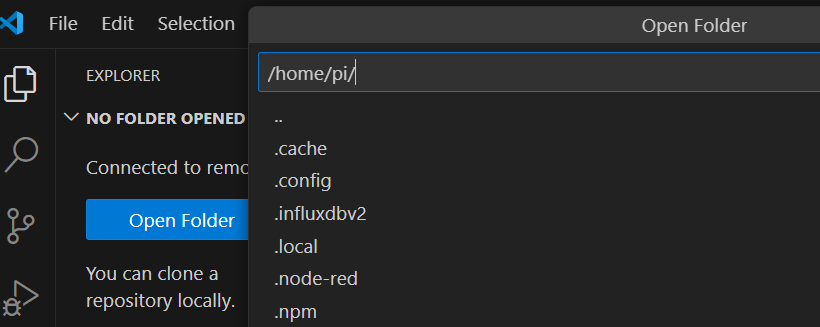 File Edit Selection
Open Folder
EXPLORER
/home/pi/
NO FOLDER OPENED
..
.cache
Connected to remo
.config
Open Folder
.influxdbv2
.local
You can clone a
.node-red
repository locally.
.npm